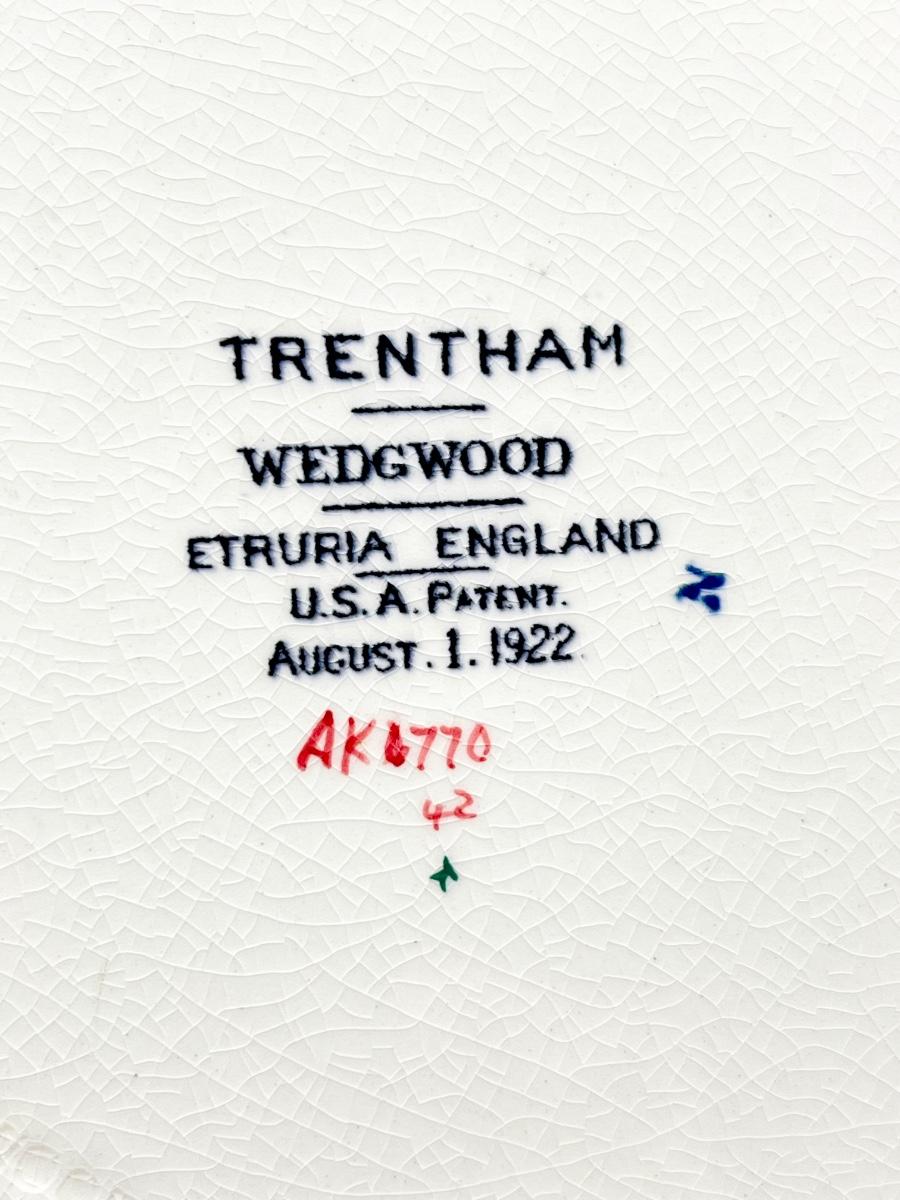 TRENTHAM
WEDGWOOD
ETRURIA ENGLAND
U.S.A. PATENT.
AUGUST. 1. 1922.
AK6770
42